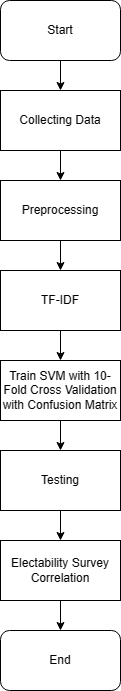 Start
Collecting Data
Preprocessing
TF-IDF
Train SVM with 10-
Fold Cross Validation
with Confusion Matrix
Testing
Electability Survey
Correlation
End